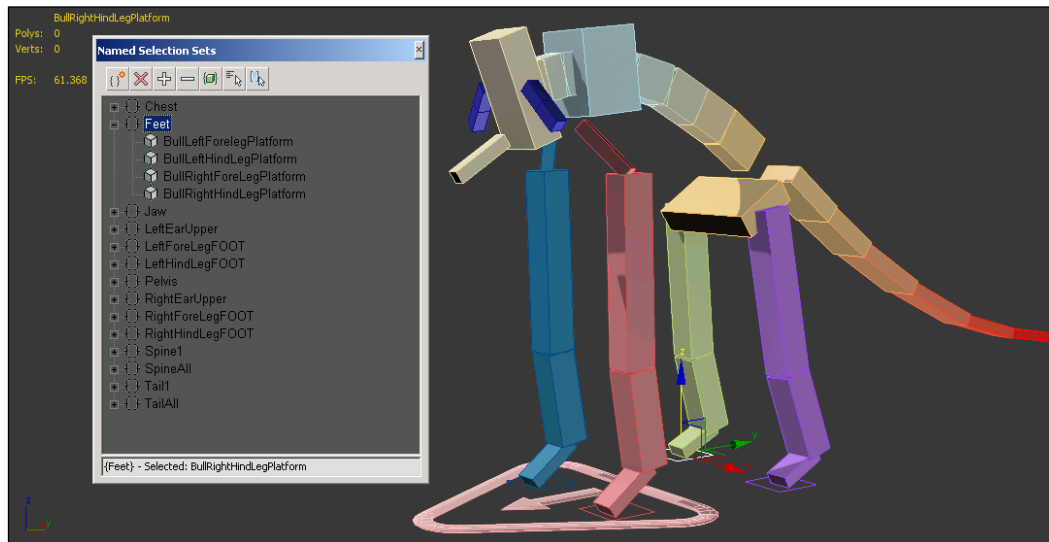 BullRightHindLegPlatform
Polys: 0
Verts: 0
FPS: 61.368
Named Selection Sets
Chest
Feet
BullLeftForelegPlatform
BullLeftHindLegPlatform
BullRightForeLegPlatform
BullRightHindLegPlatform
Jaw
LeftEarUpper
LeftForeLegFOOT
LeftHindLegFOOT
Pelvis
RightEarUpper
RightForeLegFOOT
RightHindLegFOOT
Spine1
SpineAll
Tail1
TailAll
{Feet} - Selected: BullRightHindLegPlatform
z
y
x
z
y